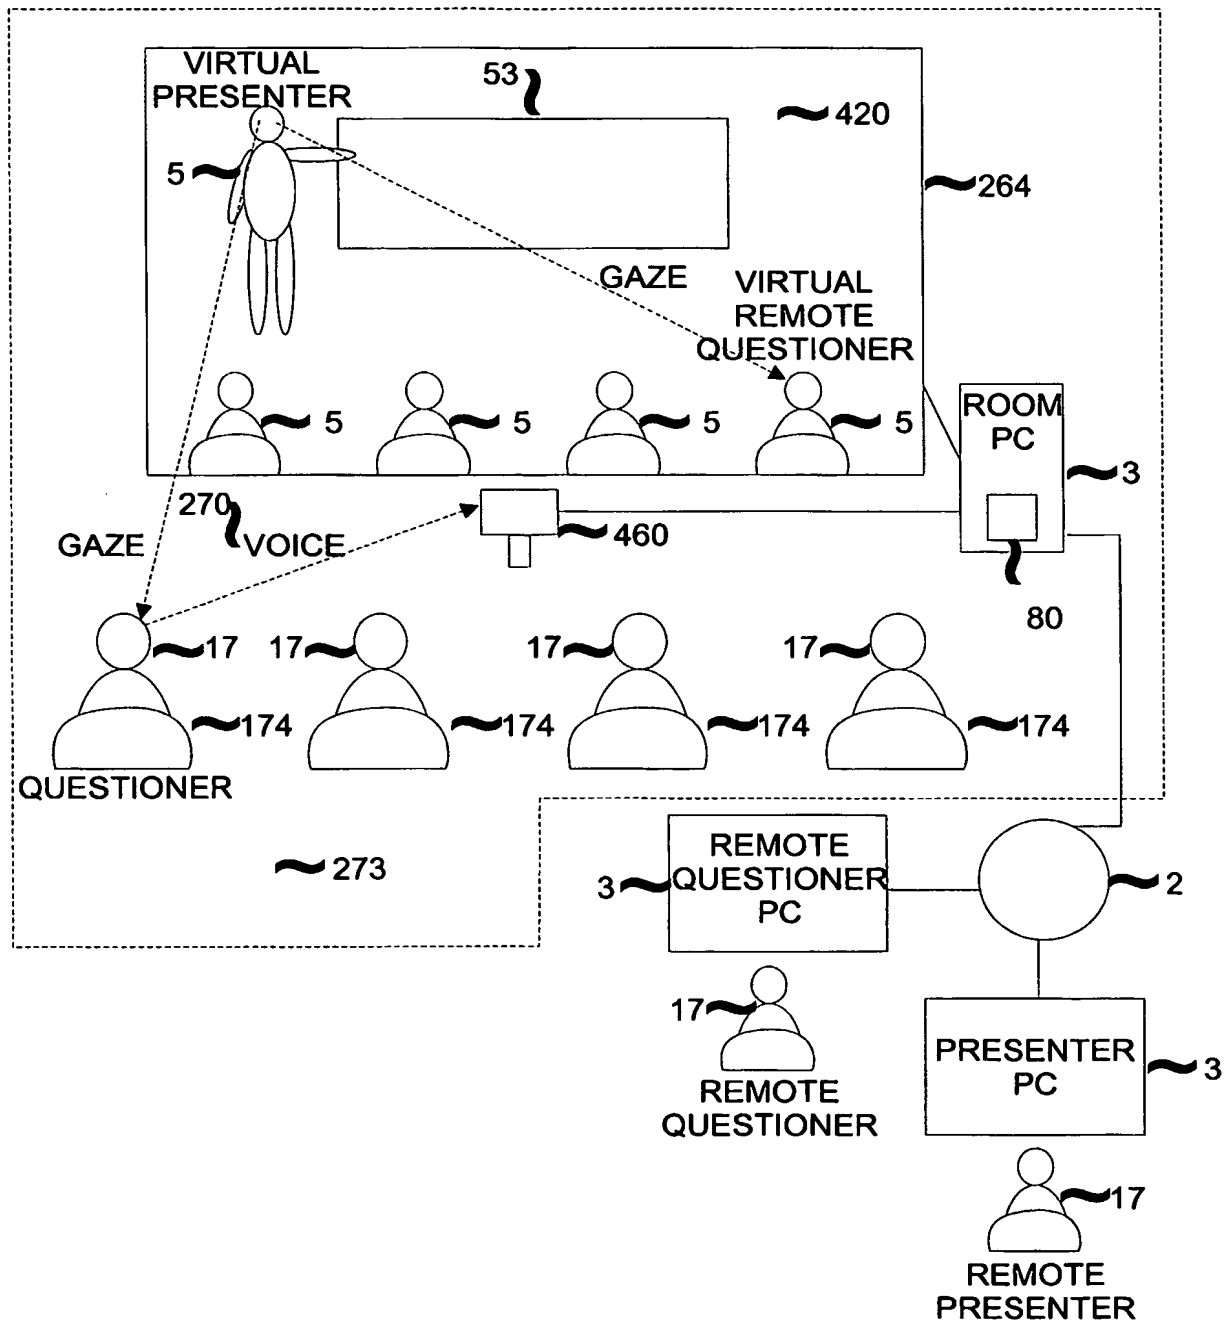 VIRTUAL
PRESENTER
53
420
5
264
GAZE
VIRTUAL
REMOTE
QUESTIONER
5
5
5
5
ROOM
PC
3
270
GAZE
VOICE
460
80
17
17
17
17
174
174
174
174
QUESTIONER
273
REMOTE
QUESTIONER
PC
3
2
17
REMOTE
QUESTIONER
PRESENTER
PC
3
17
REMOTE
PRESENTER